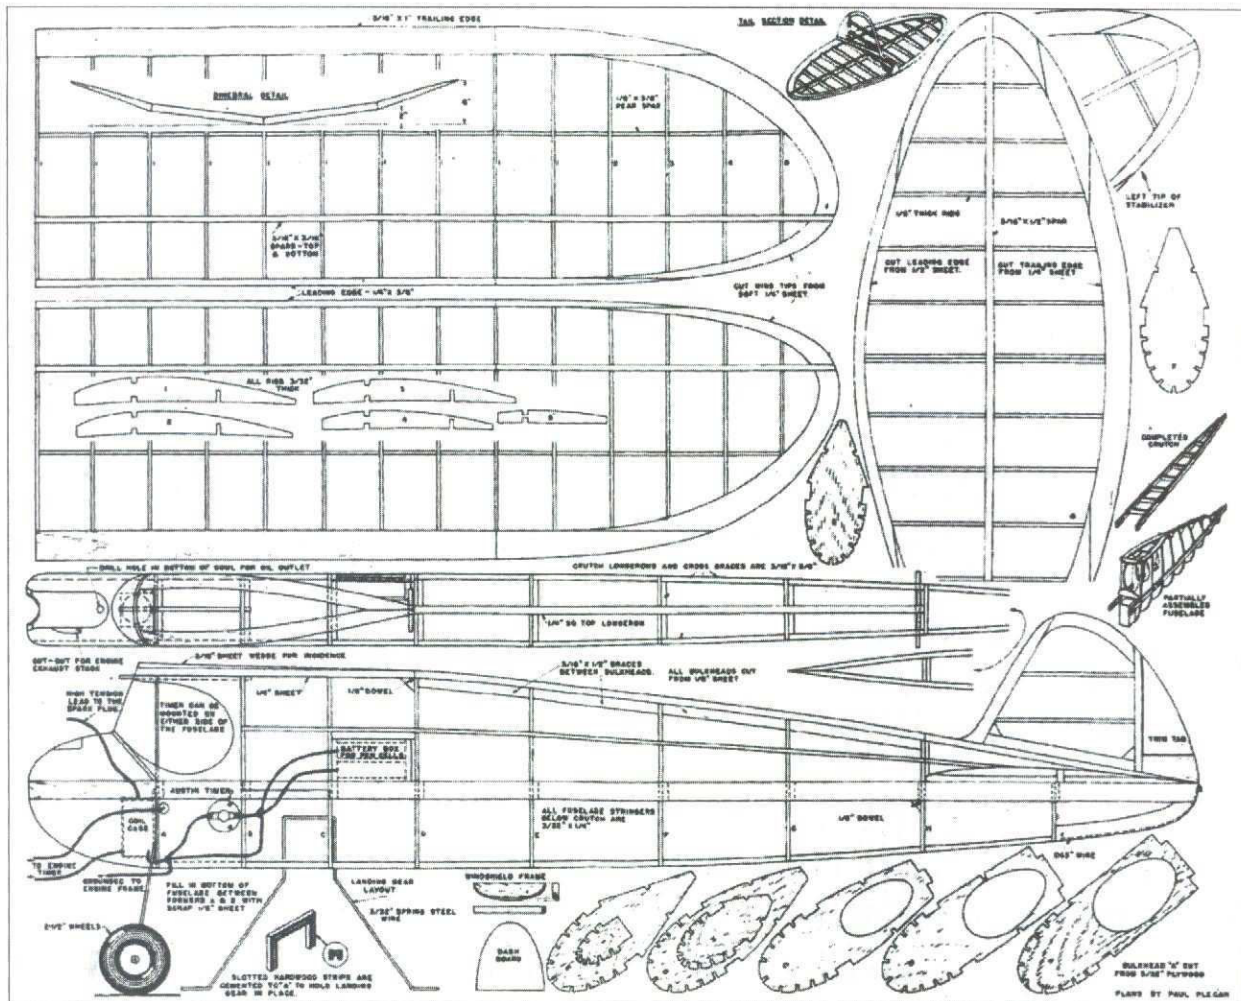 3/16" X 1" TRAILING EDGE
TAIL SECTION DETAIL
DIHEDRAL DETAIL
1/8" X 3/8"
REAR SPAR
LEFT TIP OF
STABILIZER
1/8" THICK RIBS
3/16" X 1/2" SPAR
3/16" X 3/16"
SPARS-TOP
& BOTTOM
CUT LEADING EDGE
FROM 1/2" SHEET.
CUT TRAILING EDGE
FROM 1/4" SHEET
LEADING EDGE - 1/4" X 3/8"
CUT WING TIPS FROM
SOFT 1/4" SHEET
ALL RIBS 3/32"
THICK
1
2
3
4
5
COMPLETED
CRUTCH
DRILL HOLE IN BOTTOM OF COWL FOR OIL OUTLET
CRUTCH LONGERONS AND CROSS BRACES ARE 3/16" X 3/8"
1/4" SQ TOP LONGERON
PARTIALLY
ASSEMBLED
FUSELAGE
CUT-OUT FOR ENGINE
EXHAUST STACK
3/16" SHEET WEDGE FOR INCIDENCE
1/8" SHEET
1/8" DOWEL
3/16" X 1/2" BRACES
BETWEEN BULKHEADS
ALL BULKHEADS CUT
FROM 1/8" SHEET
HIGH TENSION
LEAD TO THE
SPARK PLUG.
TIMER CAN BE
MOUNTED ON
EITHER SIDE OF
THE FUSELAGE
BATTERY BOX
FOR PEN CELLS
TRIM TAB
AUSTIN TIMER
COIL
CASE
ALL FUSELAGE STRINGERS
BELOW CRUTCH ARE
3/32" X 1/4"
1/8" DOWEL
A
B
C
D
E
F
G
H
TO ENGINE
TIMER
GROUNDED TO
ENGINE FRAME
FILL IN BOTTOM OF
FUSELAGE BETWEEN
FORMERS A & B WITH
SCRAP 1/8" SHEET
LANDING GEAR
LAYOUT
3/32" SPRING STEEL
WIRE
WINDSHIELD FRAME
DASH
BOARD
2-1/2" WHEELS
SLOTTED HARDWOOD STRIPS ARE
CEMENTED TO "A" TO HOLD LANDING
GEAR IN PLACE.
BULKHEAD "A" CUT
FROM 3/32" PLYWOOD
PLANS BY PAUL PLECAN